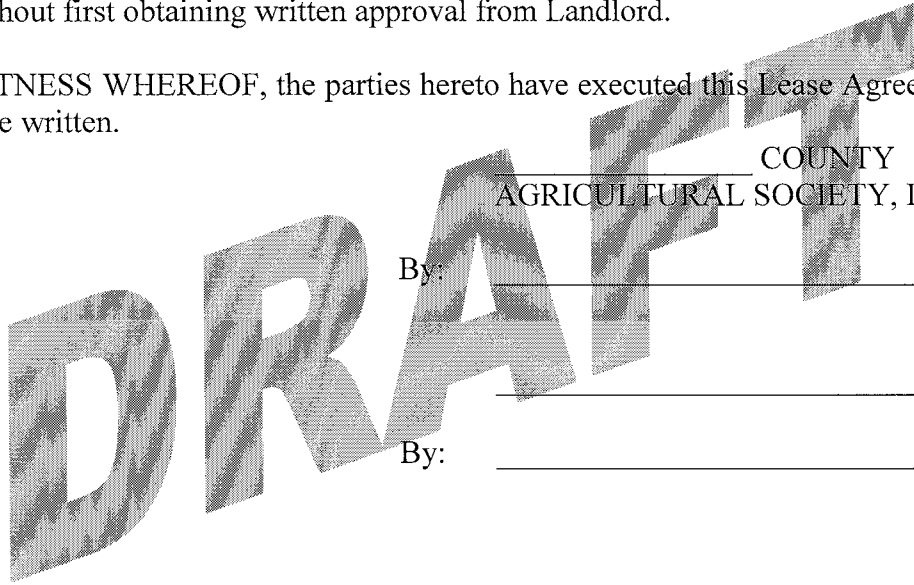 hout first obtaining written approval from Landlord.
TNESS WHEREOF, the parties hereto have executed this Lease Agree
e written.
COUNTY
AGRICULTURAL SOCIETY, I
By:
By:
DRAFT